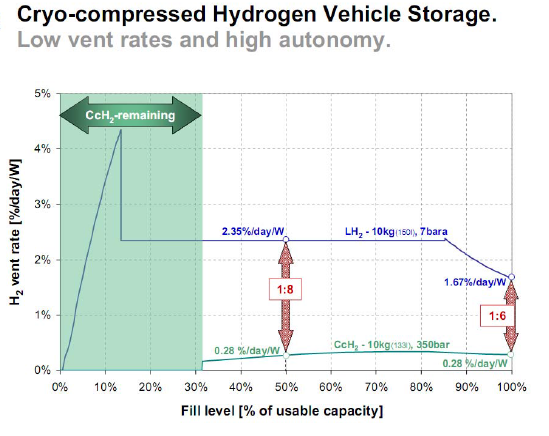 Cryo-compressed Hydrogen Vehicle Storage.
Low vent rates and high autonomy.
5%
CcH2-remaining
4%
3%
2.35%/day/W
LH2 - 10kg(150l), 7bara
2%
1.67%/day/W
1:8
1%
1:6
0.28 %/day/W
CcH2 - 10kg(133l), 350bar
0.28 %/day/W
0%
H2 vent rate [%/day/W]
0% 10% 20% 30% 40% 50% 60% 70% 80% 90% 100%
Fill level [% of usable capacity]